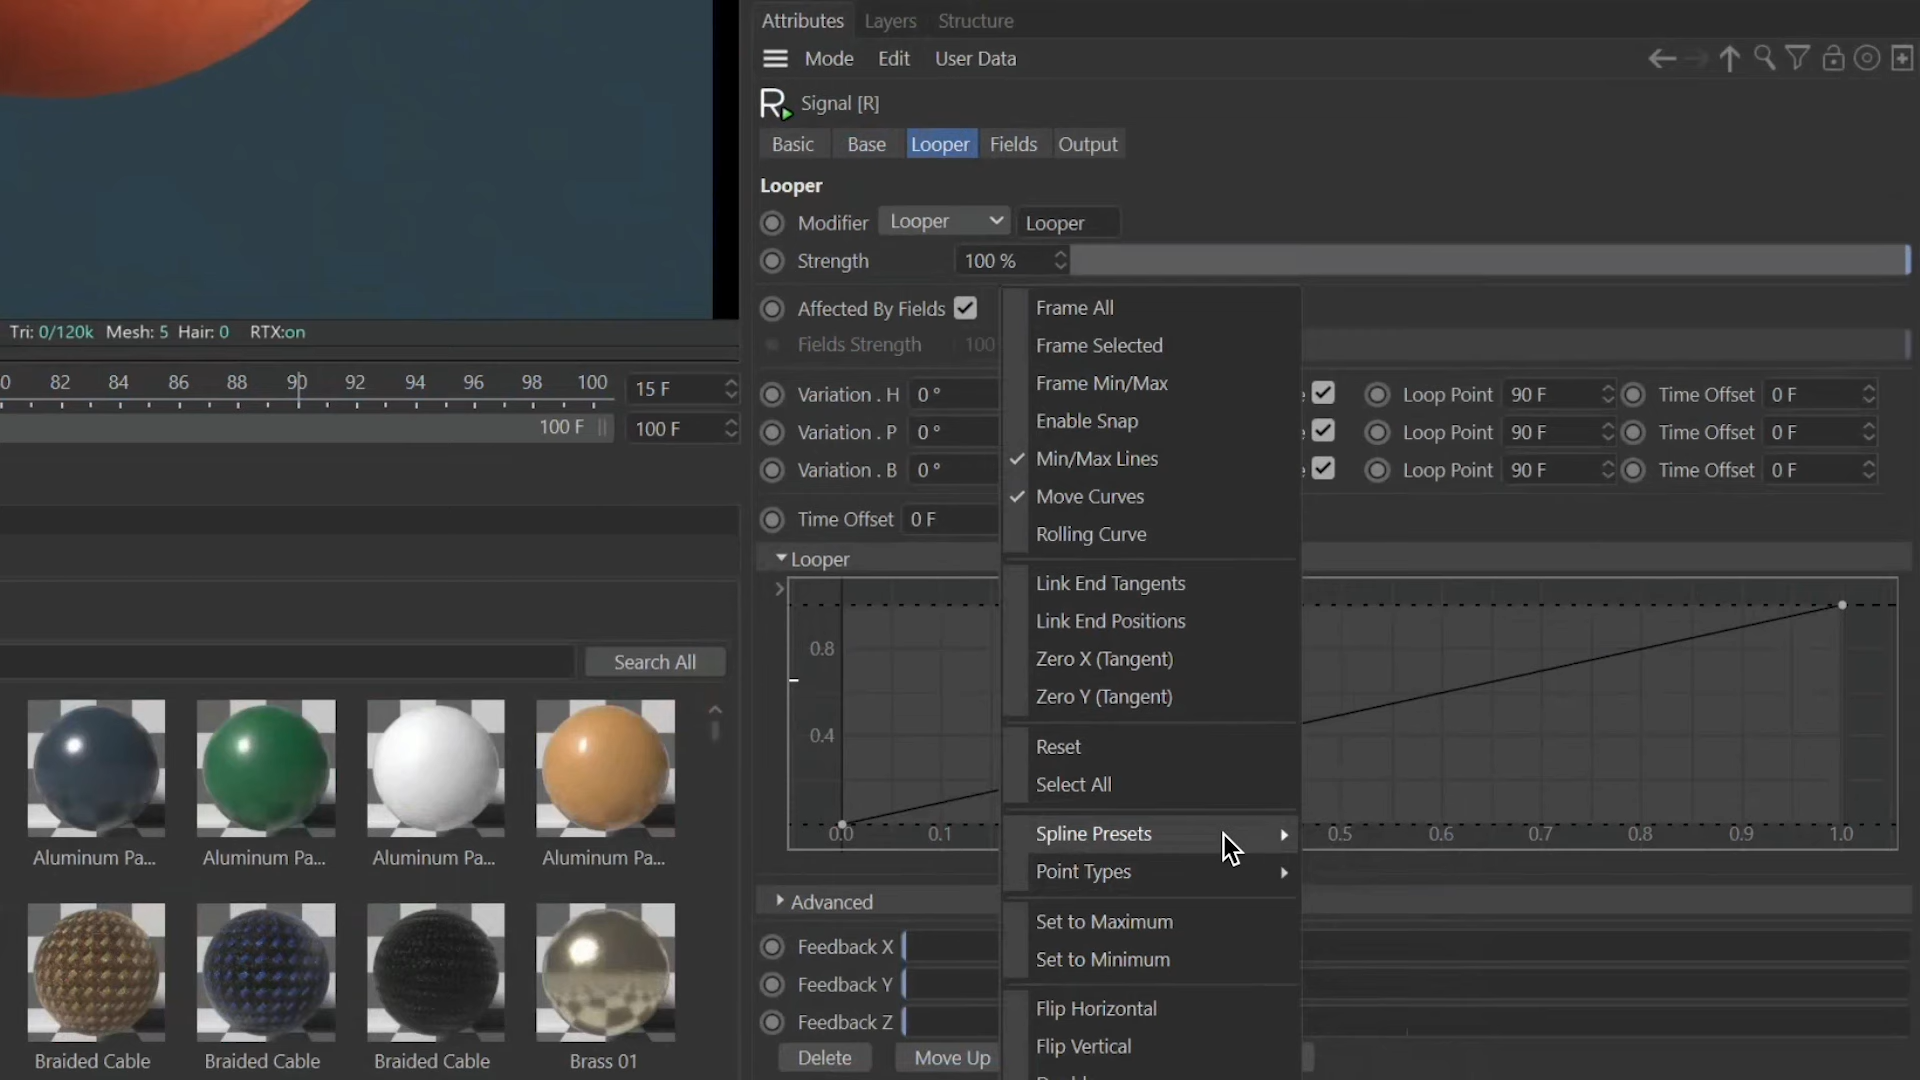 Attributes Layers Structure
Mode Edit User Data
Signal [R]
Basic Base Looper Fields Output
Looper
Modifier Looper Looper
Strength 100 %
Affected By Fields
Fields Strength 100
Variation . H 0 ° Loop Point 90 F Time Offset 0 F
Variation . P 0 ° Loop Point 90 F Time Offset 0 F
Variation . B 0 ° Loop Point 90 F Time Offset 0 F
Time Offset 0 F
Looper
0.8
0.4
0.0 0.1 0.5 0.6 0.7 0.8 0.9 1.0
Advanced
Feedback X
Feedback Y
Feedback Z
Delete Move Up
Frame All
Frame Selected
Frame Min/Max
Enable Snap
Min/Max Lines
Move Curves
Rolling Curve
Link End Tangents
Link End Positions
Zero X (Tangent)
Zero Y (Tangent)
Reset
Select All
Spline Presets
Point Types
Set to Maximum
Set to Minimum
Flip Horizontal
Flip Vertical
Tri: 0/120k Mesh: 5 Hair: 0 RTX:on
0 82 84 86 88 90 92 94 96 98 100 15 F
100 F 100 F
Search All
Aluminum Pa... Aluminum Pa... Aluminum Pa... Aluminum Pa...
Braided Cable Braided Cable Braided Cable Brass 01